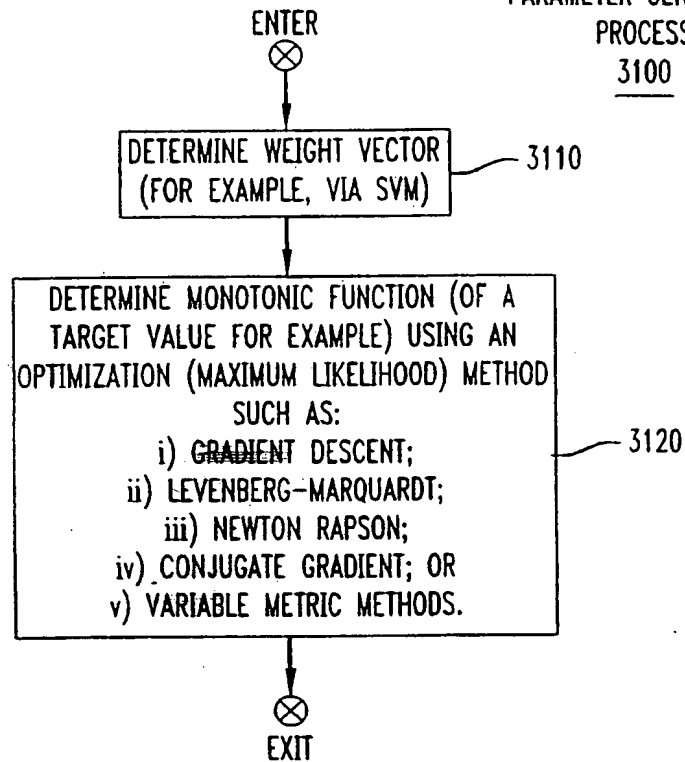 ENTER
PROCESS
3100
DETERMINE WEIGHT VECTOR
(FOR EXAMPLE, VIA SVM)
3110
DETERMINE MONOTONIC FUNCTION (OF A
TARGET VALUE FOR EXAMPLE) USING AN
OPTIMIZATION (MAXIMUM LIKELIHOOD) METHOD
SUCH AS:
i) GRADIENT DESCENT;
ii) LEVENBERG-MARQUARDT;
iii) NEWTON RAPSON;
iv) CONJUGATE GRADIENT; OR
v) VARIABLE METRIC METHODS.
3120
EXIT